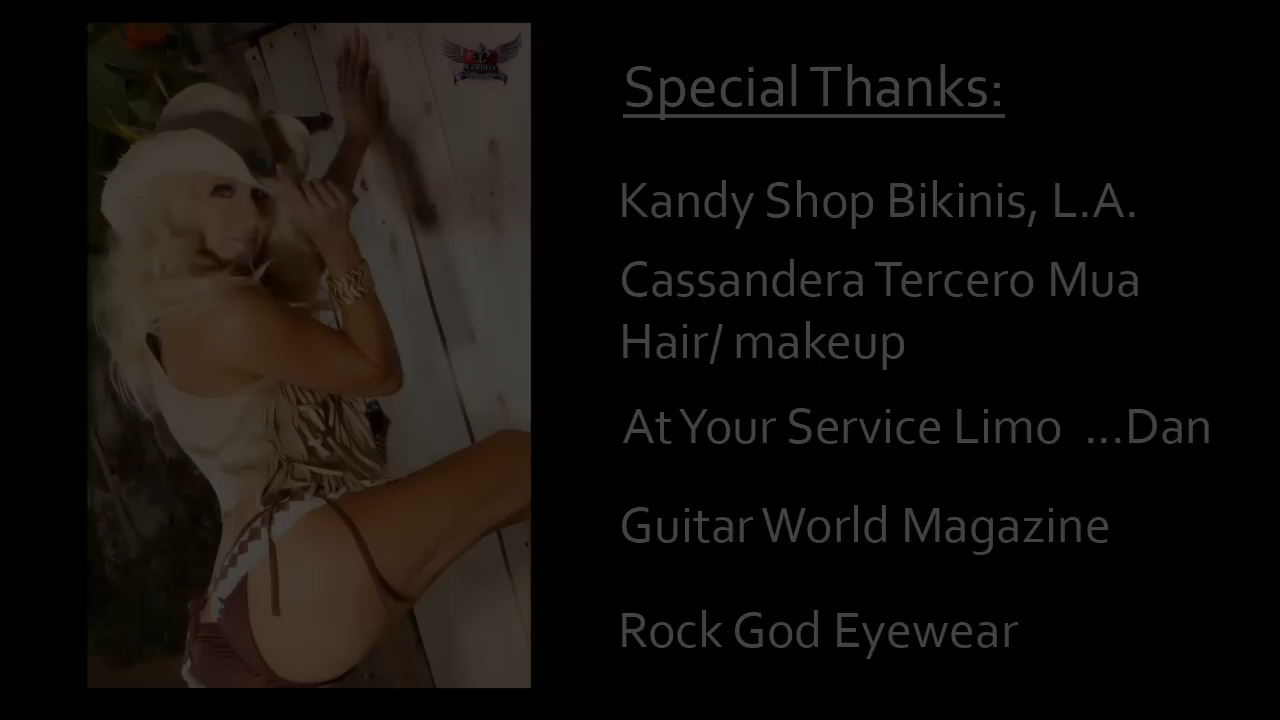 Special Thanks:
Kandy Shop Bikinis, L.A.
Cassandera Tercero Mua
Hair/ makeup
At Your Service Limo ...Dan
Guitar World Magazine
Rock God Eyewear